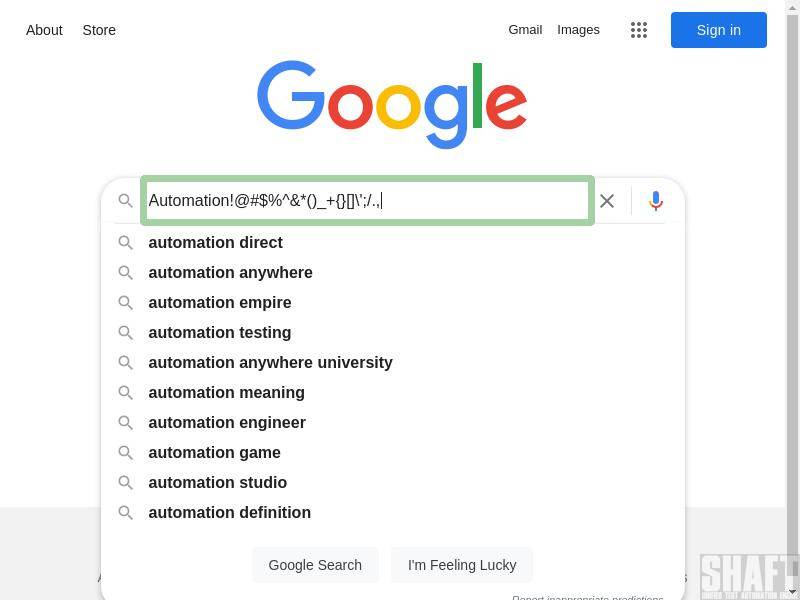 About Store Gmail Images Sign in
Google
Automation!@#$%^&*()_+{}[]\';/.,
automation direct
automation anywhere
automation empire
automation testing
automation anywhere university
automation meaning
automation engineer
automation game
automation studio
automation definition
Google Search I'm Feeling Lucky
Report inappropriate predictions
SHAFT